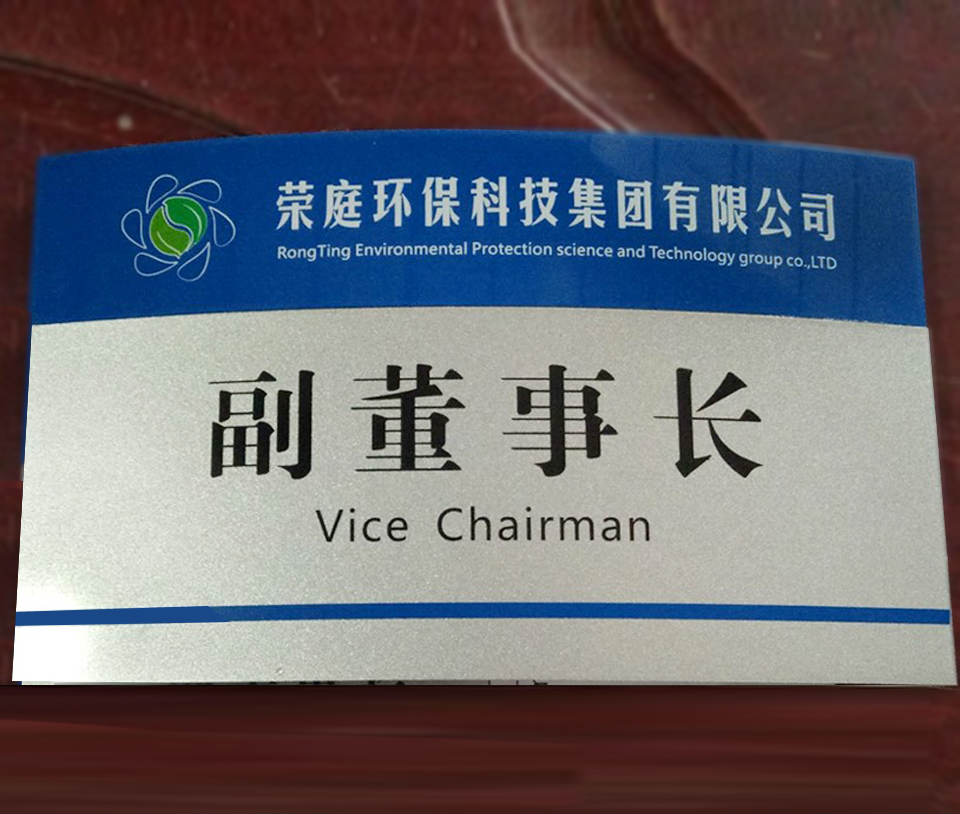 荣庭环保科技集团有限公司
RongTing Environmental Protection science and Technology group co.,LTD
副董事长
Vice Chairman